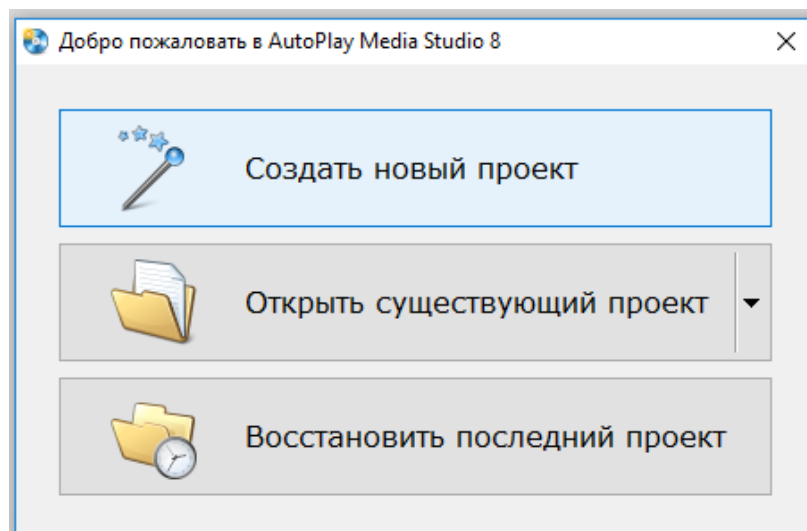 Добро пожаловать в AutoPlay Media Studio 8
Создать новый проект
Открыть существующий проект
Восстановить последний проект